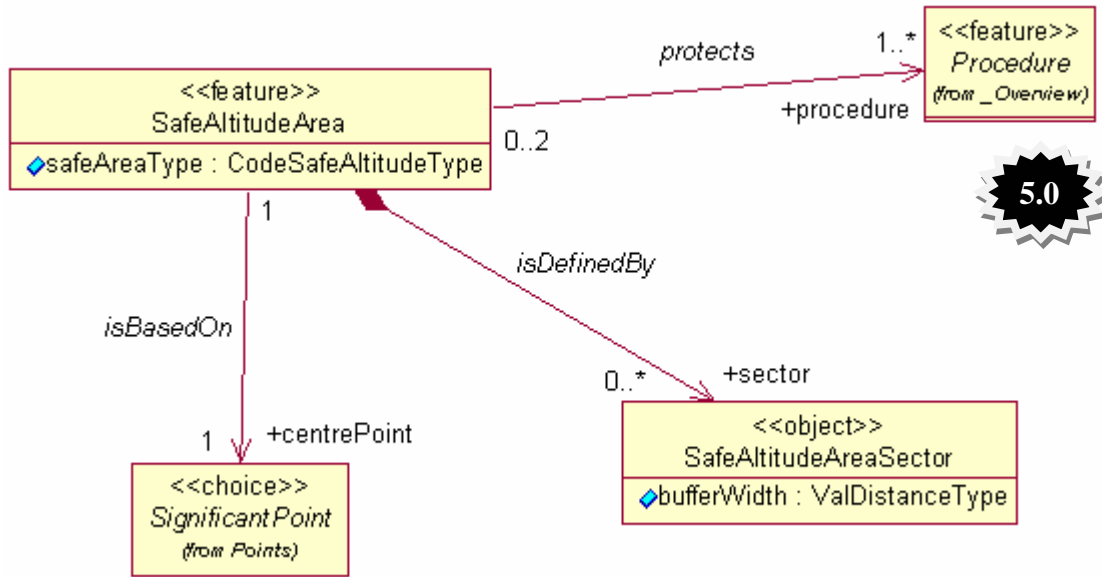 <<feature>>
SafeAltitudeArea
safeAreaType : CodeSafeAltitudeType
protects
1..*
+procedure
0..2
<<feature>>
Procedure
(from _Overview)
5.0
1
isBasedOn
1
+centrePoint
<<choice>>
SignificantPoint
(from Points)
isDefinedBy
0..*
+sector
<<object>>
SafeAltitudeAreaSector
bufferWidth : ValDistanceType